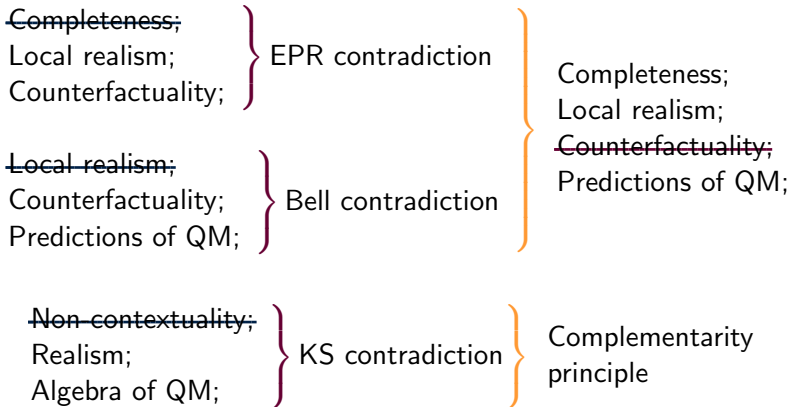 Completeness;
Local realism;
Counterfactuality;
EPR contradiction
Local realism;
Counterfactuality;
Predictions of QM;
Bell contradiction
Completeness;
Local realism;
Counterfactuality;
Predictions of QM;
Non-contextuality;
Realism;
Algebra of QM;
KS contradiction
Complementarity
principle